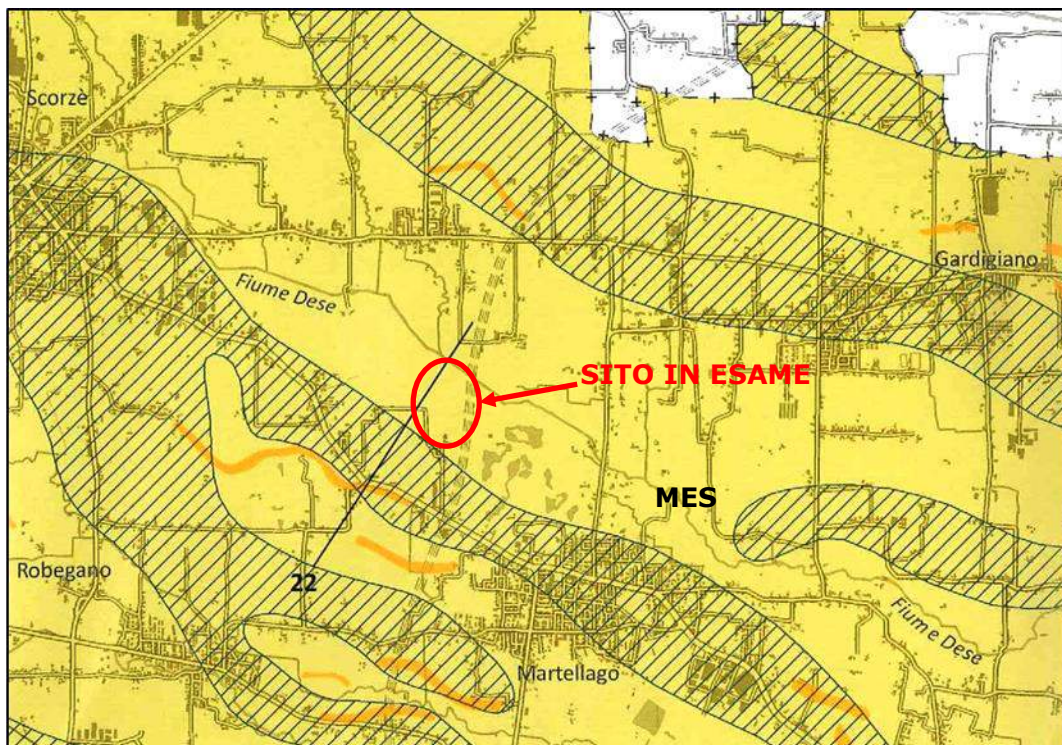 Scorzè
Gardigiano
Fiume Dese
SITO IN ESAME
MES
Robegano
22
Fiume Dese
Martellago